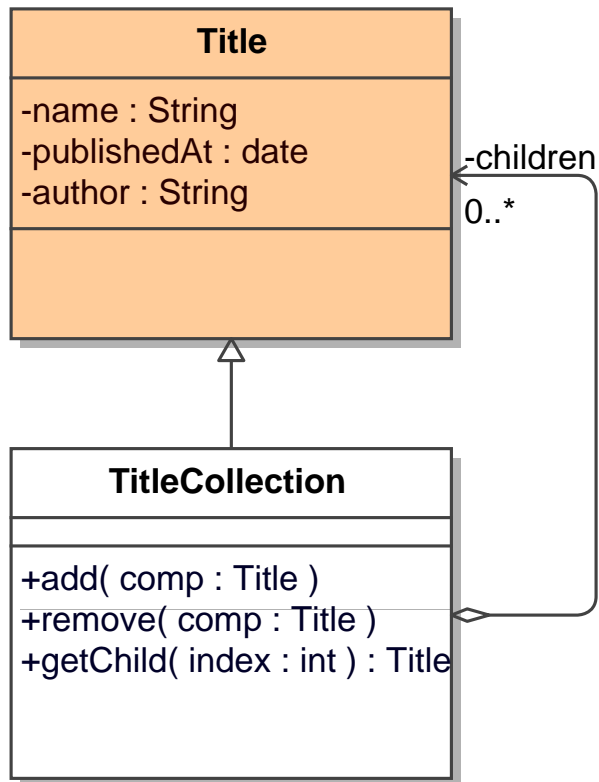 Title
-name : String
-publishedAt : date
-author : String
-children
0..*
TitleCollection
+add( comp : Title )
+remove( comp : Title )
+getChild( index : int ) : Title